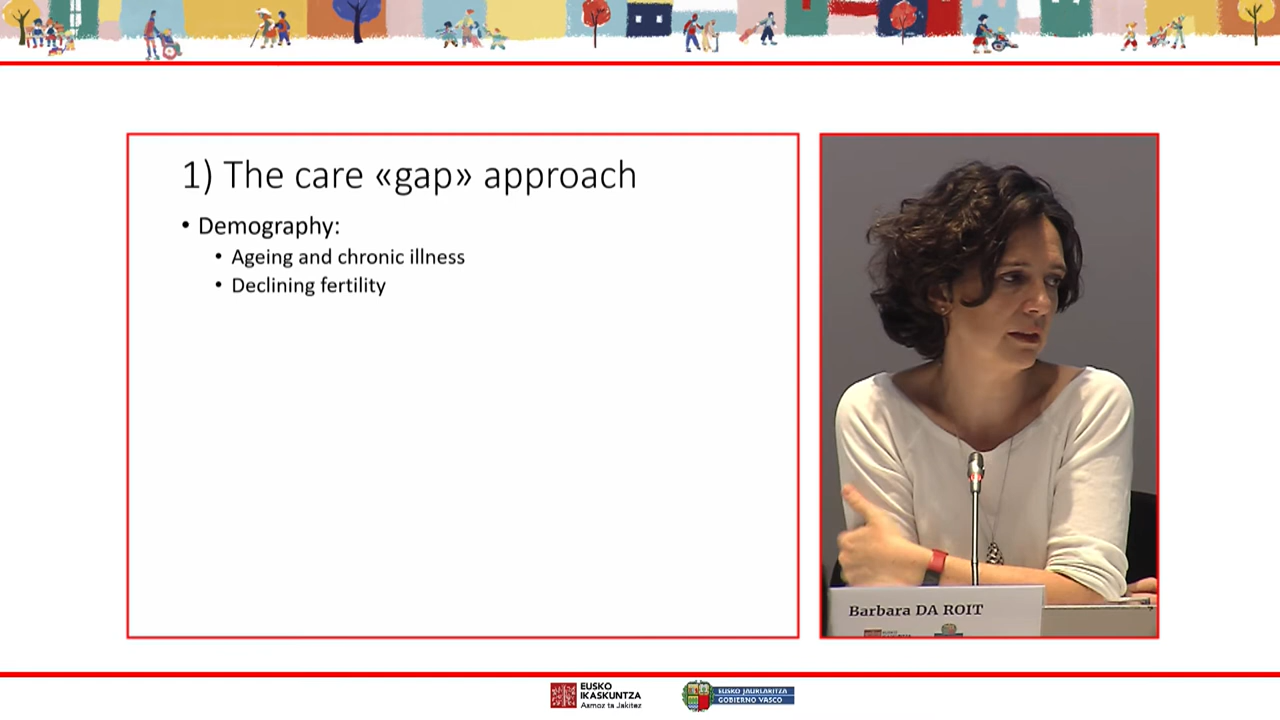 1) The care «gap» approach
• Demography:
• Ageing and chronic illness
• Declining fertility
Barbara DA ROIT
EUSKO
IKASKUNTZA
Asmoz ta Jakitez
EUSKO JAURLARITZA
GOBIERNO VASCO